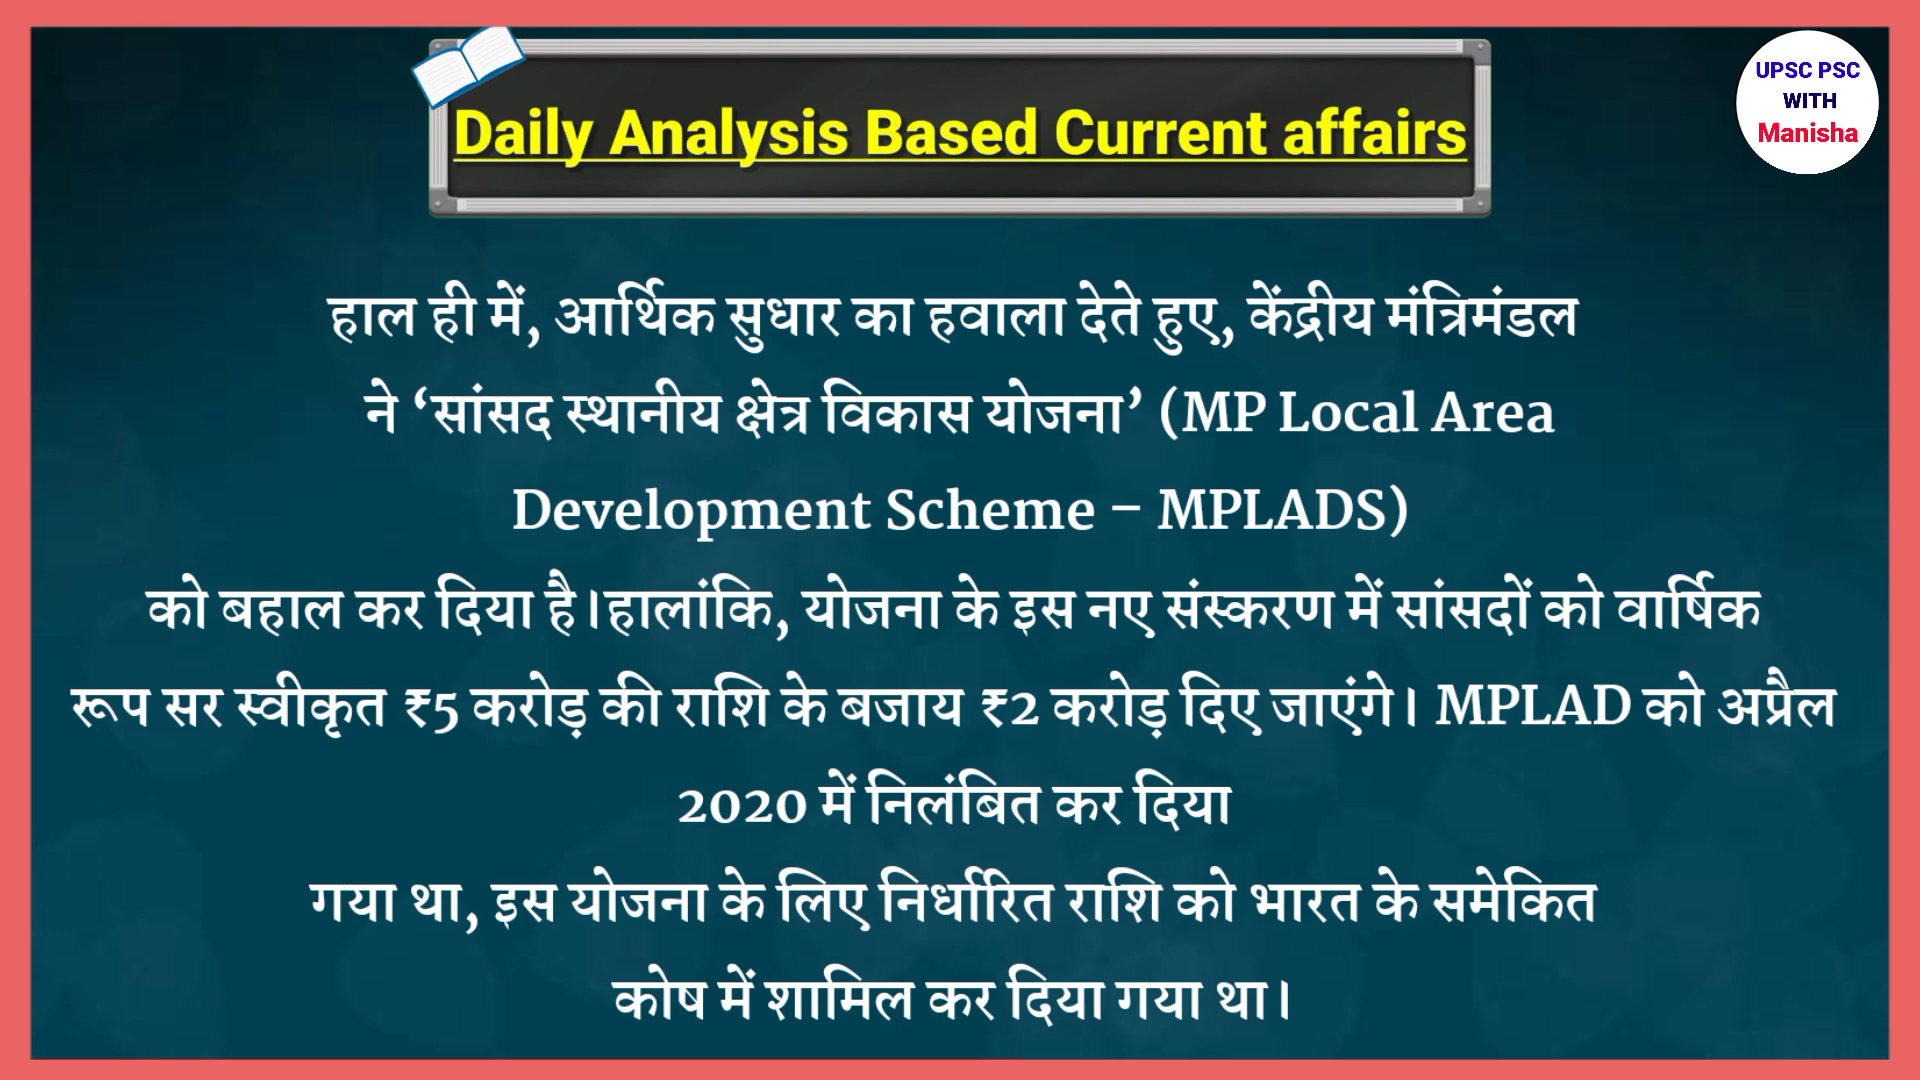 Daily Analysis Based Current affairs
UPSC PSC
WITH
Manisha
हाल ही में, आर्थिक सुधार का हवाला देते हुए, केंद्रीय मंत्रिमंडल
ने ‘सांसद स्थानीय क्षेत्र विकास योजना’ (MP Local Area
Development Scheme – MPLADS)
को बहाल कर दिया है।हालांकि, योजना के इस नए संस्करण में सांसदों को वार्षिक
रूप सर स्वीकृत ₹5 करोड़ की राशि के बजाय ₹2 करोड़ दिए जाएंगे। MPLAD को अप्रैल
2020 में निलंबित कर दिया
गया था, इस योजना के लिए निर्धारित राशि को भारत के समेकित
कोष में शामिल कर दिया गया था।